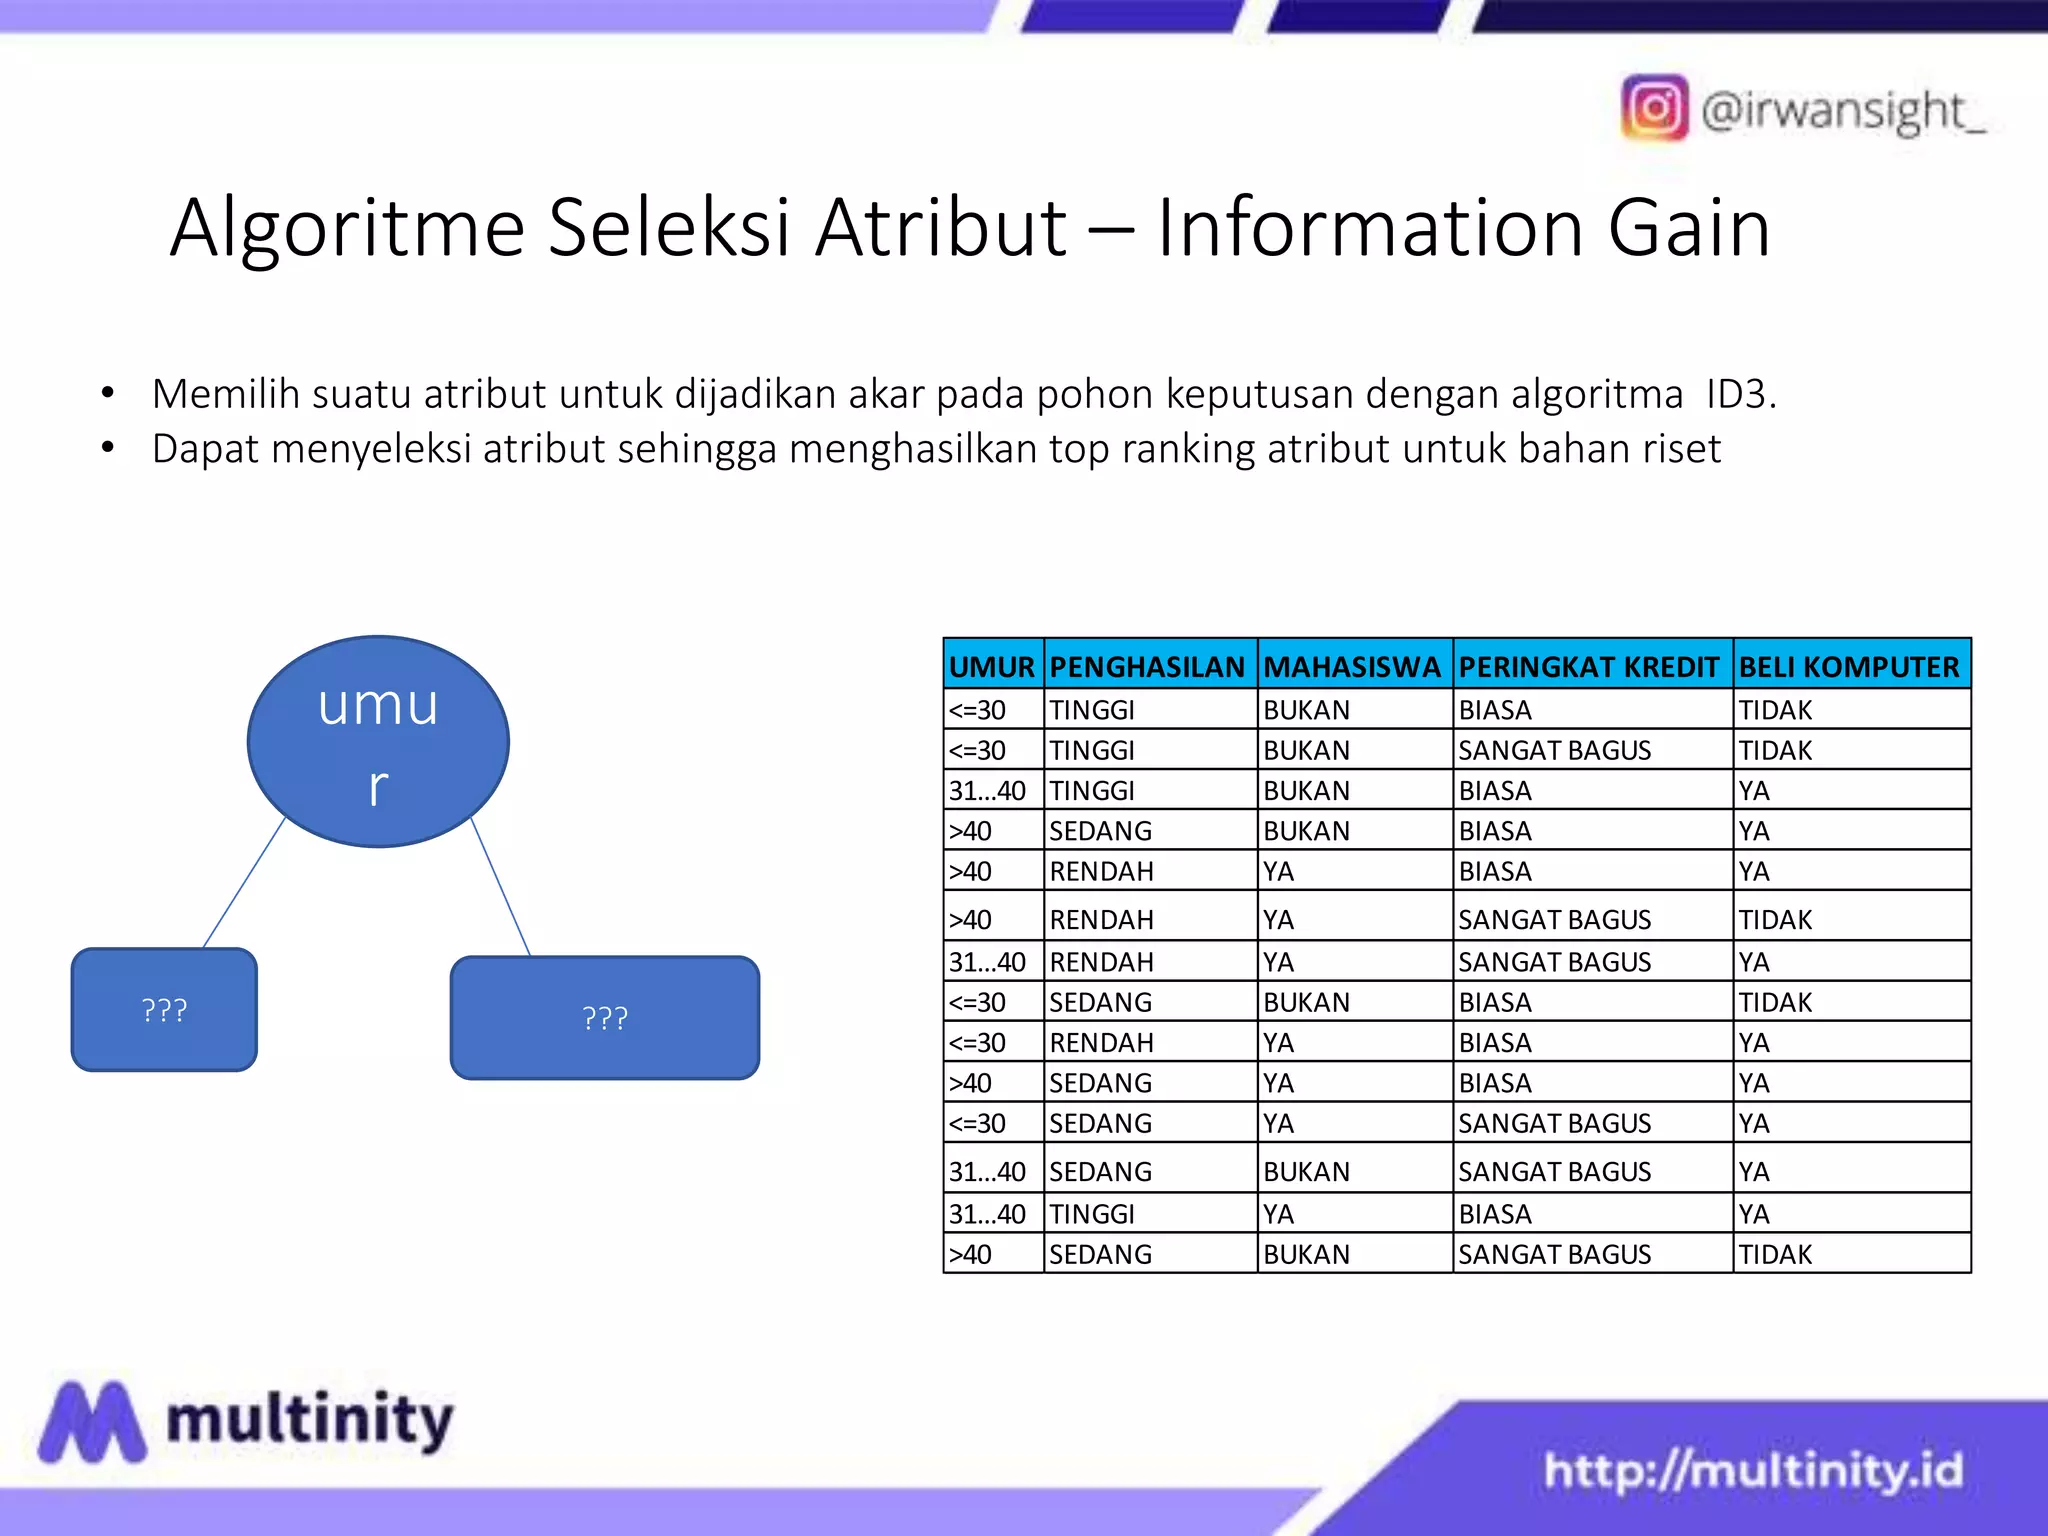 @irwansight_
Algoritme Seleksi Atribut – Information Gain
• Memilih suatu atribut untuk dijadikan akar pada pohon keputusan dengan algoritma ID3.
• Dapat menyeleksi atribut sehingga menghasilkan top ranking atribut untuk bahan riset
umu
r
???
???
UMUR PENGHASILAN MAHASISWA PERINGKAT KREDIT BELI KOMPUTER
<=30 TINGGI BUKAN BIASA TIDAK
<=30 TINGGI BUKAN SANGAT BAGUS TIDAK
31...40 TINGGI BUKAN BIASA YA
>40 SEDANG BUKAN BIASA YA
>40 RENDAH YA BIASA YA
>40 RENDAH YA SANGAT BAGUS TIDAK
31...40 RENDAH YA SANGAT BAGUS YA
<=30 SEDANG BUKAN BIASA TIDAK
<=30 RENDAH YA BIASA YA
>40 SEDANG YA BIASA YA
<=30 SEDANG YA SANGAT BAGUS YA
31...40 SEDANG BUKAN SANGAT BAGUS YA
31...40 TINGGI YA BIASA YA
>40 SEDANG BUKAN SANGAT BAGUS TIDAK
multinity
http://multinity.id